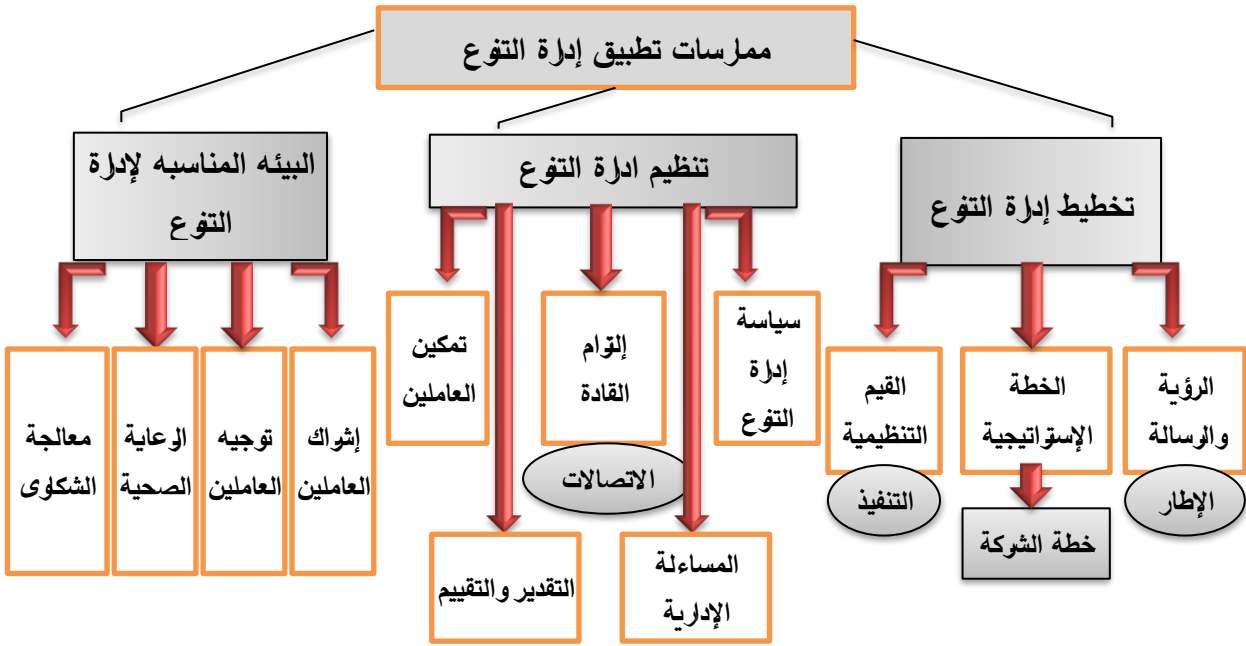 ممارسات تطبيق إدارة التنوع
تخطيط إدارة التنوع
تنظيم ادارة التنوع
البيئه المناسبه لإدارة
التنوع
الرؤية
والرسالة
الإطار
الخطة
الإستراتيجية
خطة الشركة
القيم
التنظيمية
التنفيذ
سياسة
إدارة
التنوع
إلتزام
القادة
الاتصالات
تمكين
العاملين
المساءلة
الإدارية
التقدير والتقييم
إشراك
العاملين
توجيه
العاملين
الرعاية
الصحية
معالجة
الشكاوى